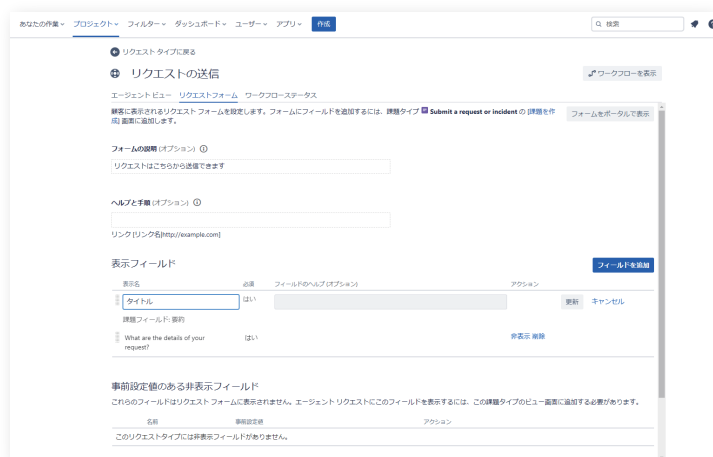 あなたの作業 プロジェクト フィルター ダッシュボード ユーザー アプリ 作成 検索
リクエスト タイプに戻る
リクエストの送信 ワークフローを表示
エージェント ビュー リクエストフォーム ワークフローステータス
顧客に表示されるリクエスト フォームを設定します。フォームにフィールドを追加するには、課題タイプ Submit a request or incident の [課題を作
成] 画面に追加します。 フォームをポータルで表示
フォームの説明 (オプション)
リクエストはこちらから送信できます
ヘルプと手順 (オプション)
リンク [リンク名|http://example.com]
表示フィールド フィールドを追加
表示名 必須 フィールドのヘルプ (オプション) アクション
タイトル はい 更新 キャンセル
課題フィールド: 要約
What are the details of your はい 非表示 削除
request?
事前設定値のある非表示フィールド
これらのフィールドはリクエスト フォームに表示されません。エージェント リクエストにこのフィールドを表示するには、この課題タイプのビュー画面に追加する必要があります。
名前 事前設定値 アクション
このリクエストタイプには非表示フィールドがありません。